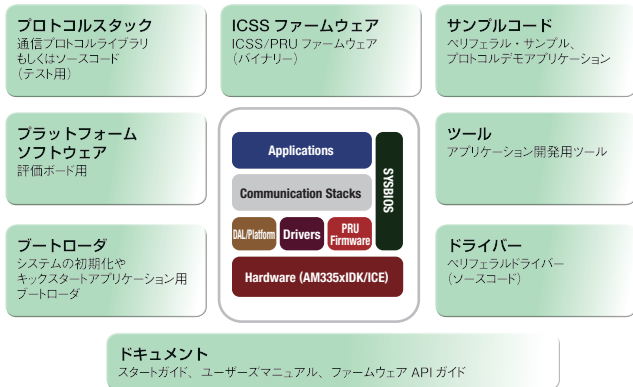 プロトコルスタック
通信プロトコルライブラリ
もしくはソースコード
（テスト用）
ICSS ファームウェア
ICSS/PRU ファームウェア
（バイナリー）
サンプルコード
ペリフェラル・サンプル、
プロトコルデモアプリケーション
プラットフォーム
ソフトウェア
評価ボード用
Applications
Communication Stacks
DAL/Platform
Drivers
PRU
Firmware
SYSBIOS
Hardware (AM335xIDK/ICE)
ツール
アプリケーション開発用ツール
ブートローダ
システムの初期化や
キックスタートアプリケーション用
ブートローダ
ドライバー
ペリフェラルドライバー
（ソースコード）
ドキュメント
スタートガイド、ユーザーズマニュアル、ファームウェア API ガイド